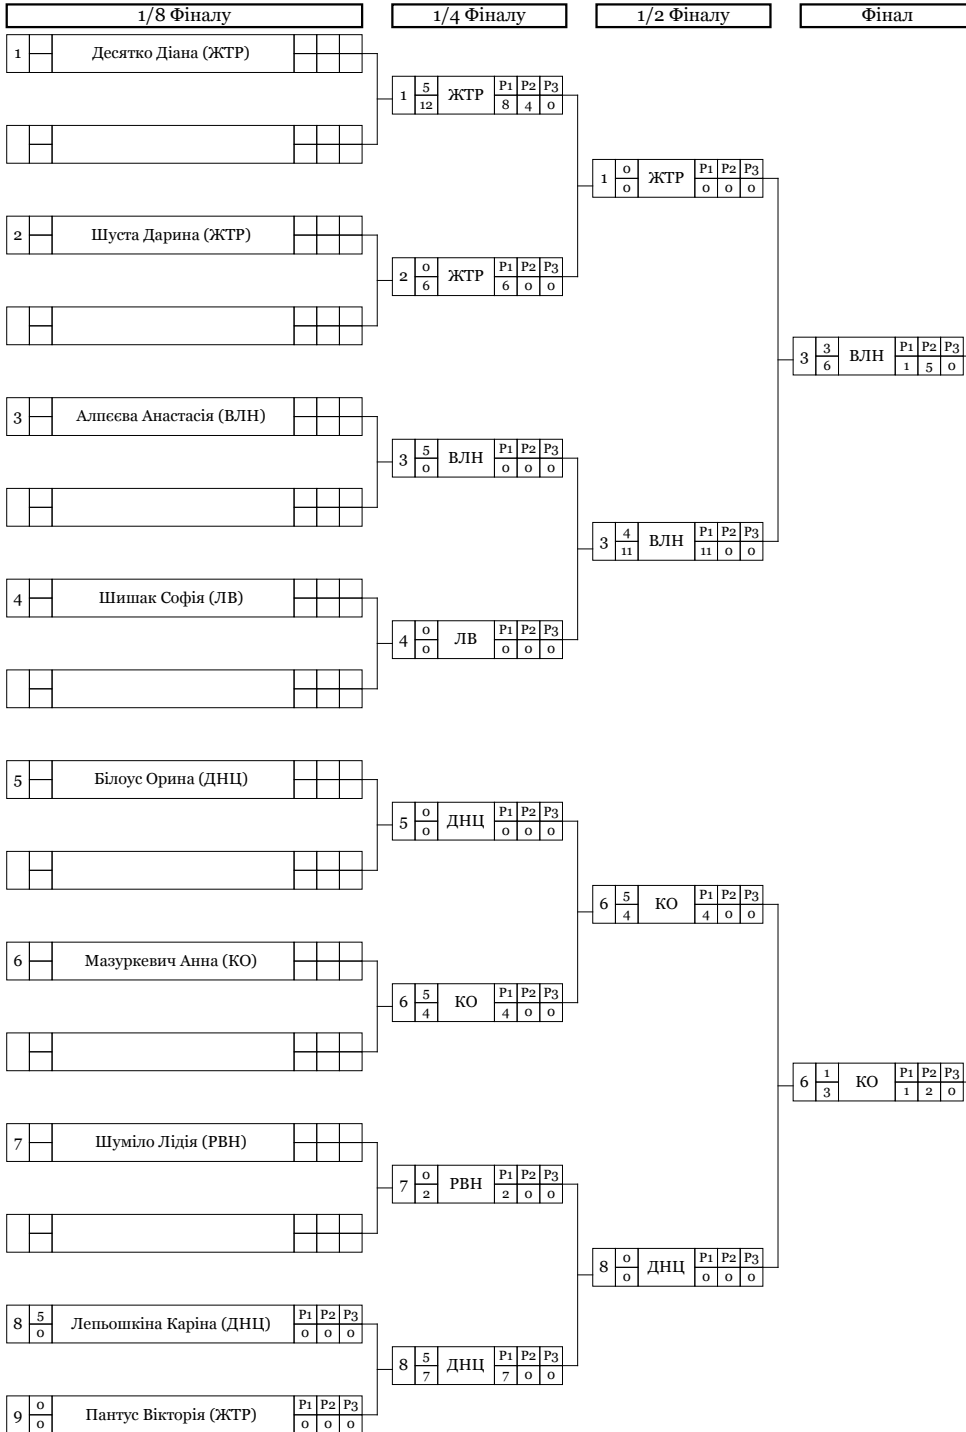 1/8 Фіналу 1/4 Фіналу 1/2 Фіналу Фінал
1 Десятко Діана (ЖТР)
1 5 ЖТР P1 P2 P3
12 8 4 0
1 0 ЖТР P1 P2 P3
0 0 0 0
2 Шуста Дарина (ЖТР)
2 0 ЖТР P1 P2 P3
6 6 0 0
3 3 ВЛН P1 P2 P3
6 1 5 0
3 Алпєєва Анастасія (ВЛН)
3 5 ВЛН P1 P2 P3
0 0 0 0
3 4 ВЛН P1 P2 P3
11 11 0 0
4 Шишак Софія (ЛВ)
4 0 ЛВ P1 P2 P3
0 0 0 0
5 Білоус Орина (ДНЦ)
5 0 ДНЦ P1 P2 P3
0 0 0 0
6 5 КО P1 P2 P3
4 4 0 0
6 Мазуркевич Анна (КО)
6 5 КО P1 P2 P3
4 4 0 0
6 1 КО P1 P2 P3
3 1 2 0
7 Шуміло Лідія (РВН)
7 0 РВН P1 P2 P3
2 2 0 0
8 0 ДНЦ P1 P2 P3
0 0 0 0
8 5 Лепьошкіна Каріна (ДНЦ) P1 P2 P3
0 0 0 0
8 5 ДНЦ P1 P2 P3
7 7 0 0
9 0 Пантус Вікторія (ЖТР) P1 P2 P3
0 0 0 0